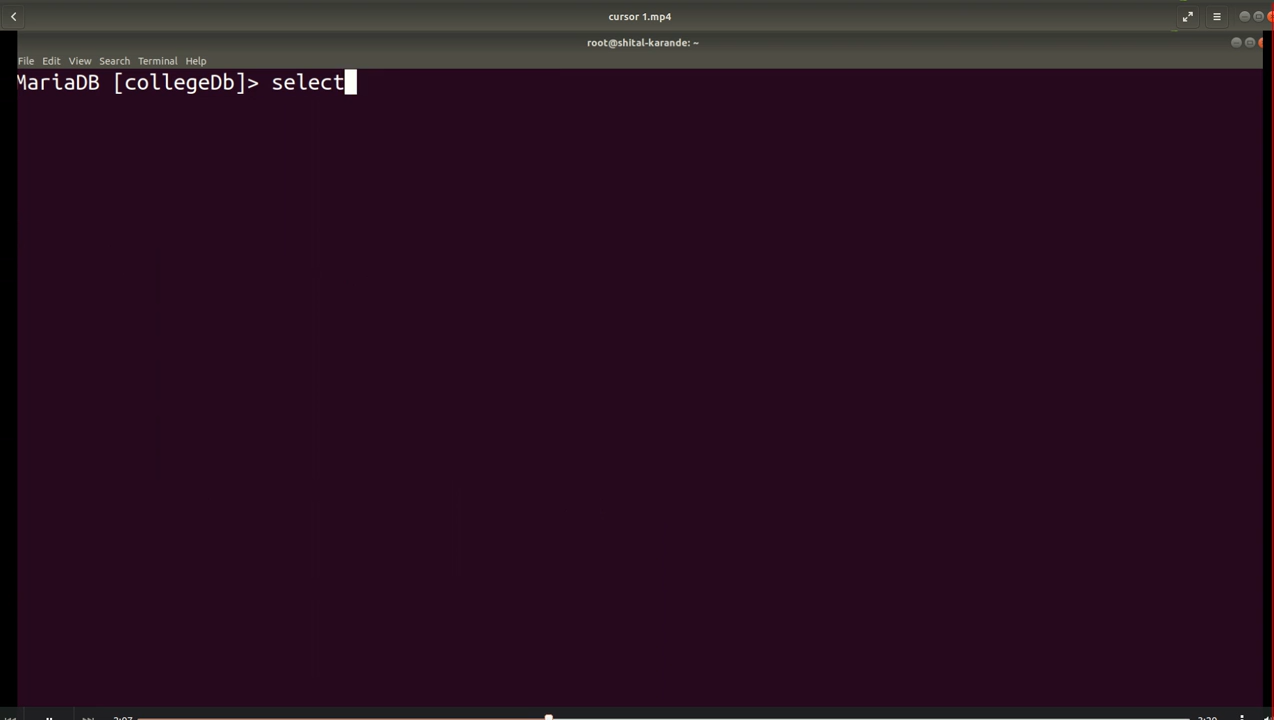 cursor 1.mp4
root@shital-karande: ~
File Edit View Search Terminal Help
MariaDB [collegeDb]> select